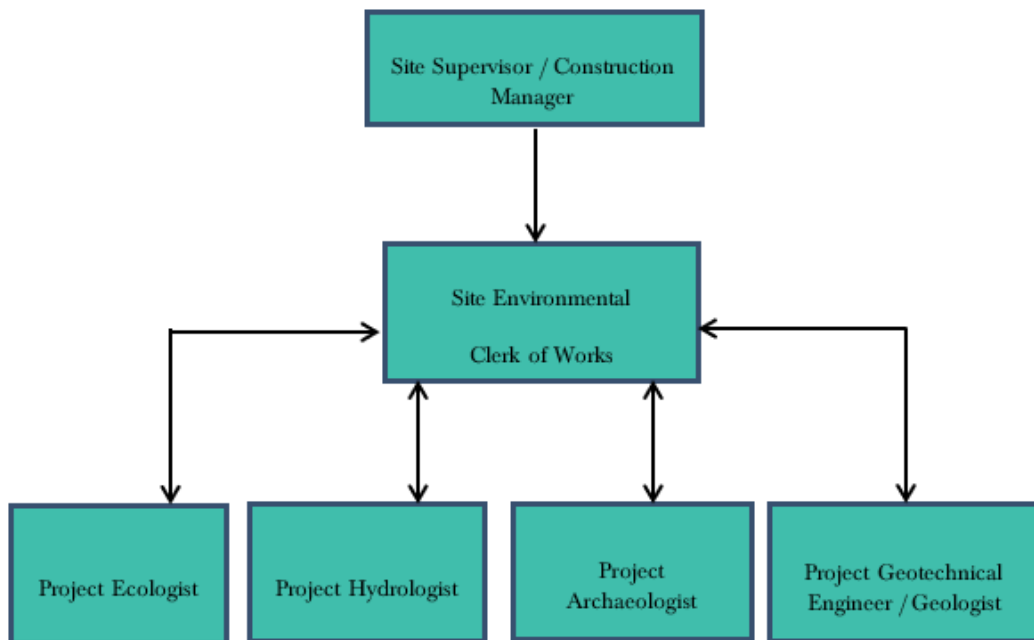 Site Supervisor / Construction
Manager
Site Environmental
Clerk of Works
Project Ecologist
Project Hydrologist
Project
Archaeologist
Project Geotechnical
Engineer / Geologist